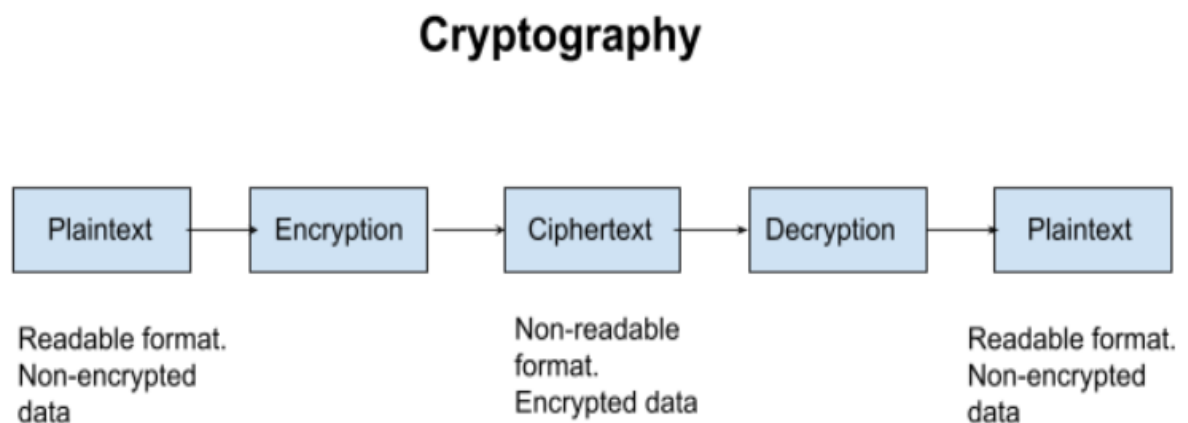 Cryptography
Plaintext
Encryption
Ciphertext
Decryption
Plaintext
Readable format.
Non-encrypted
data
Non-readable
format.
Encrypted data
Readable format.
Non-encrypted
data